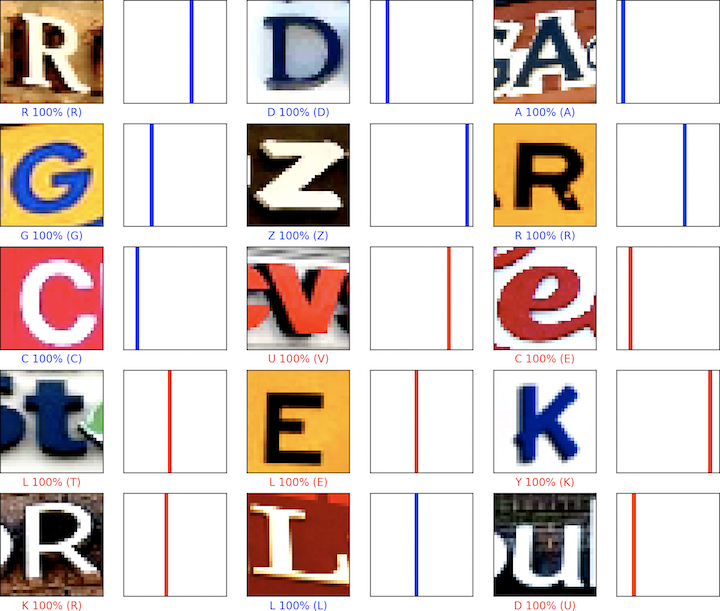 R D GA
R 100% (R) D 100% (D) A 100% (A)
G Z R
G 100% (G) Z 100% (Z) R 100% (R)
C v e
C 100% (C) U 100% (V) C 100% (E)
st E K
L 100% (T) L 100% (E) Y 100% (K)
R L u
K 100% (R) L 100% (L) D 100% (U)